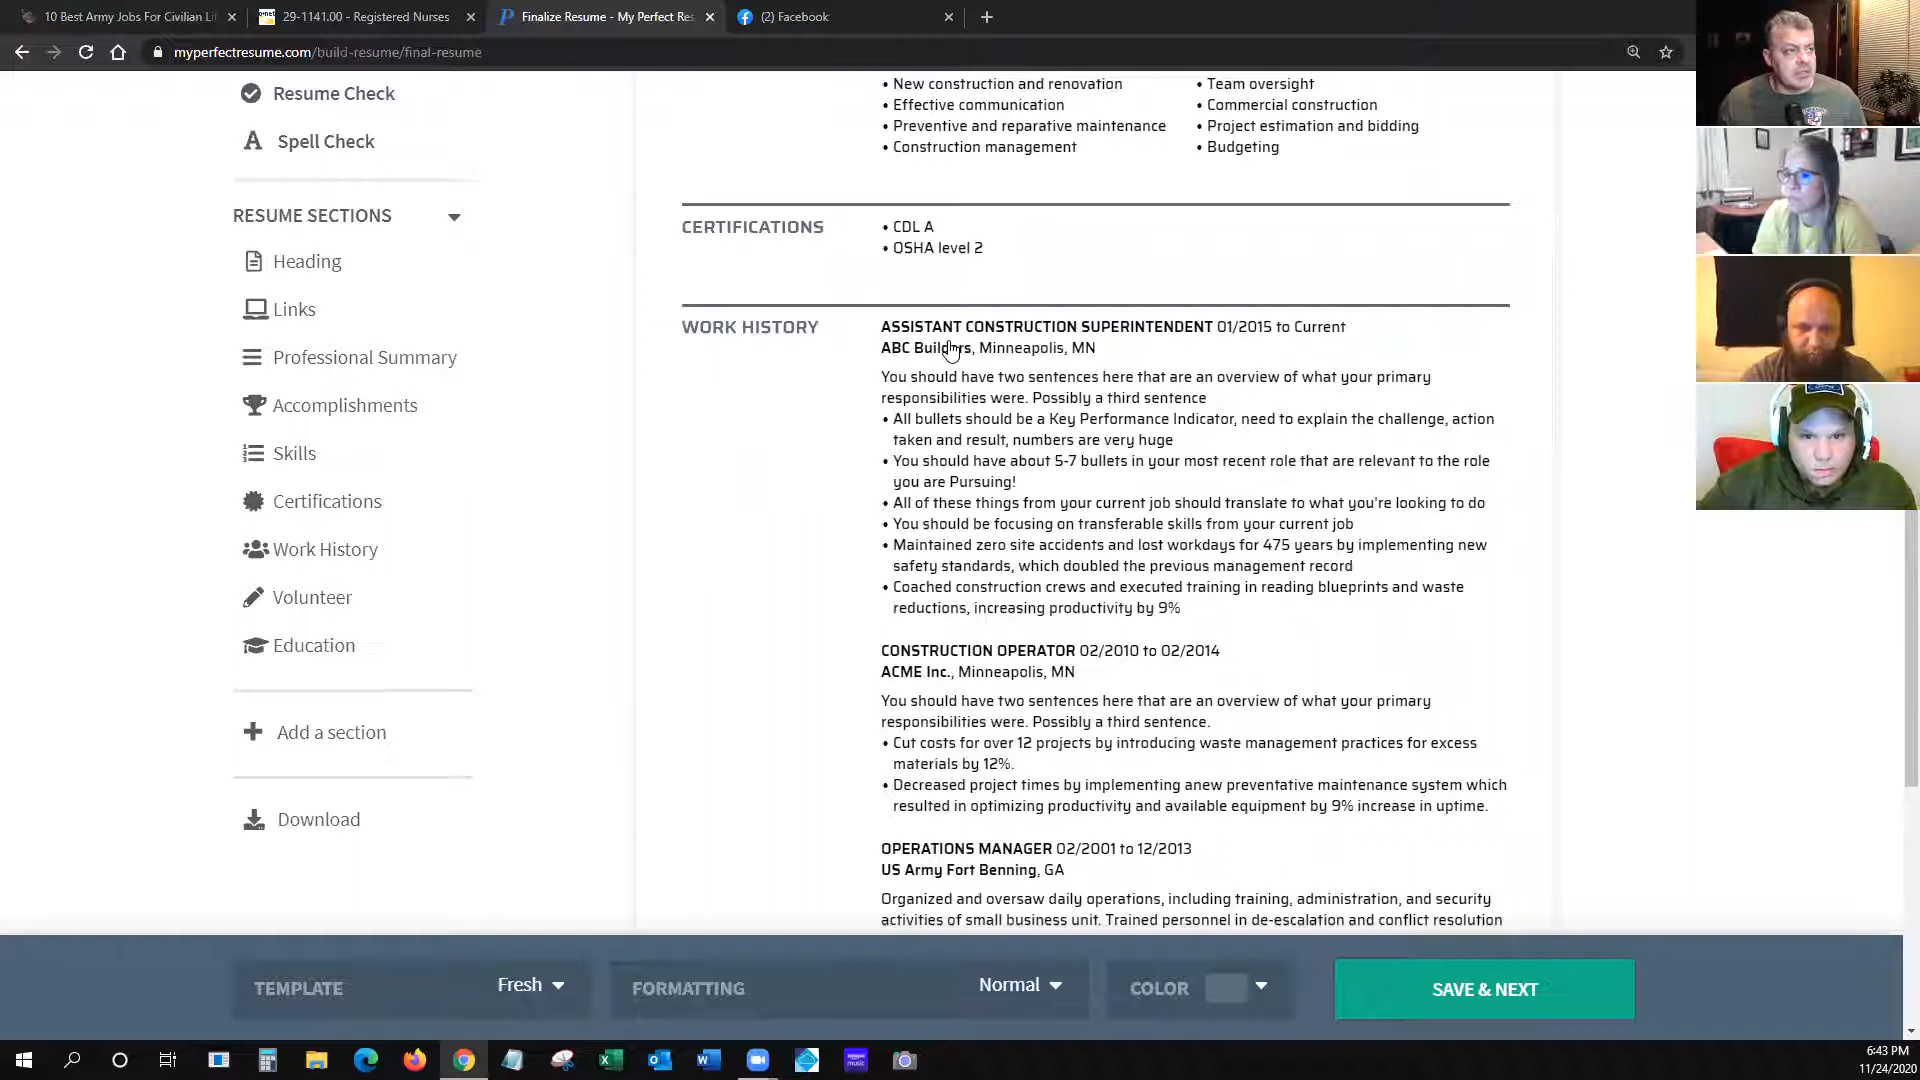 10 Best Army Jobs For Civilian Li
29-1141.00 - Registered Nurses
Finalize Resume - My Perfect Res
(2) Facebook
myperfectresume.com/build-resume/final-resume
Resume Check
Spell Check
RESUME SECTIONS
Heading
Links
Professional Summary
Accomplishments
Skills
Certifications
Work History
Volunteer
Education
Add a section
Download
• New construction and renovation
• Effective communication
• Preventive and reparative maintenance
• Construction management
• Team oversight
• Commercial construction
• Project estimation and bidding
• Budgeting
CERTIFICATIONS
• CDL A
• OSHA level 2
WORK HISTORY
ASSISTANT CONSTRUCTION SUPERINTENDENT 01/2015 to Current
ABC Builders, Minneapolis, MN
You should have two sentences here that are an overview of what your primary
responsibilities were. Possibly a third sentence
• All bullets should be a Key Performance Indicator, need to explain the challenge, action
taken and result, numbers are very huge
• You should have about 5-7 bullets in your most recent role that are relevant to the role
you are Pursuing!
• All of these things from your current job should translate to what you're looking to do
• You should be focusing on transferable skills from your current job
• Maintained zero site accidents and lost workdays for 475 years by implementing new
safety standards, which doubled the previous management record
• Coached construction crews and executed training in reading blueprints and waste
reductions, increasing productivity by 9%
CONSTRUCTION OPERATOR 02/2010 to 02/2014
ACME Inc., Minneapolis, MN
You should have two sentences here that are an overview of what your primary
responsibilities were. Possibly a third sentence.
• Cut costs for over 12 projects by introducing waste management practices for excess
materials by 12%.
• Decreased project times by implementing anew preventative maintenance system which
resulted in optimizing productivity and available equipment by 9% increase in uptime.
OPERATIONS MANAGER 02/2001 to 12/2013
US Army Fort Benning, GA
Organized and oversaw daily operations, including training, administration, and security
activities of small business unit. Trained personnel in de-escalation and conflict resolution
TEMPLATE
Fresh
FORMATTING
Normal
COLOR
SAVE & NEXT
6:43 PM
11/24/2020